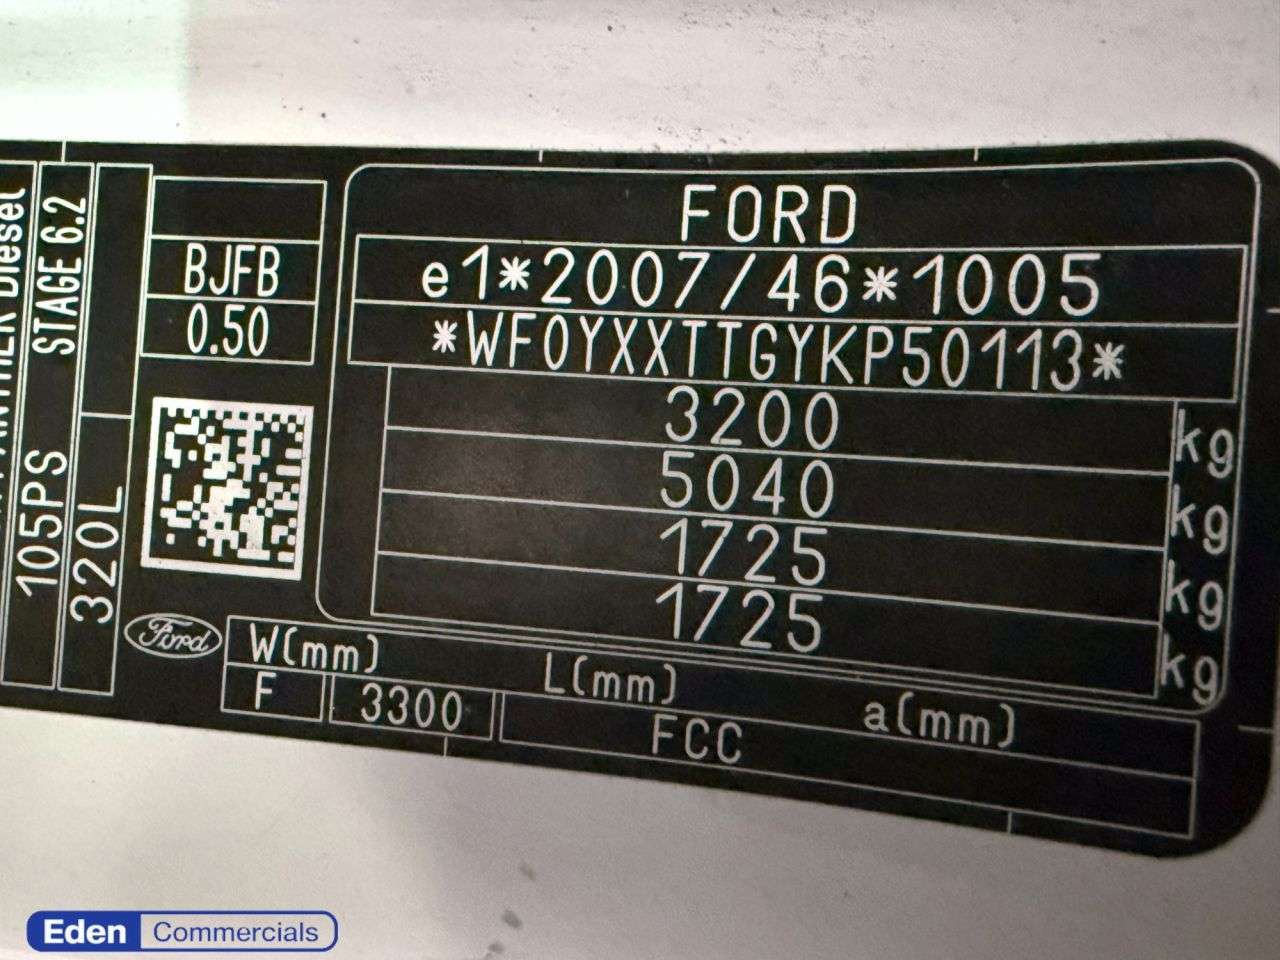 FORD
e1*2007/46*1005
*WF0YXXTTGYKP50113*
3200 kg
5040 kg
1725 kg
1725 kg
BJFB
0.50
Diesel
STAGE 6.2
105PS
320L
Ford
W(mm) L(mm) a(mm)
F 3300 FCC
Eden Commercials